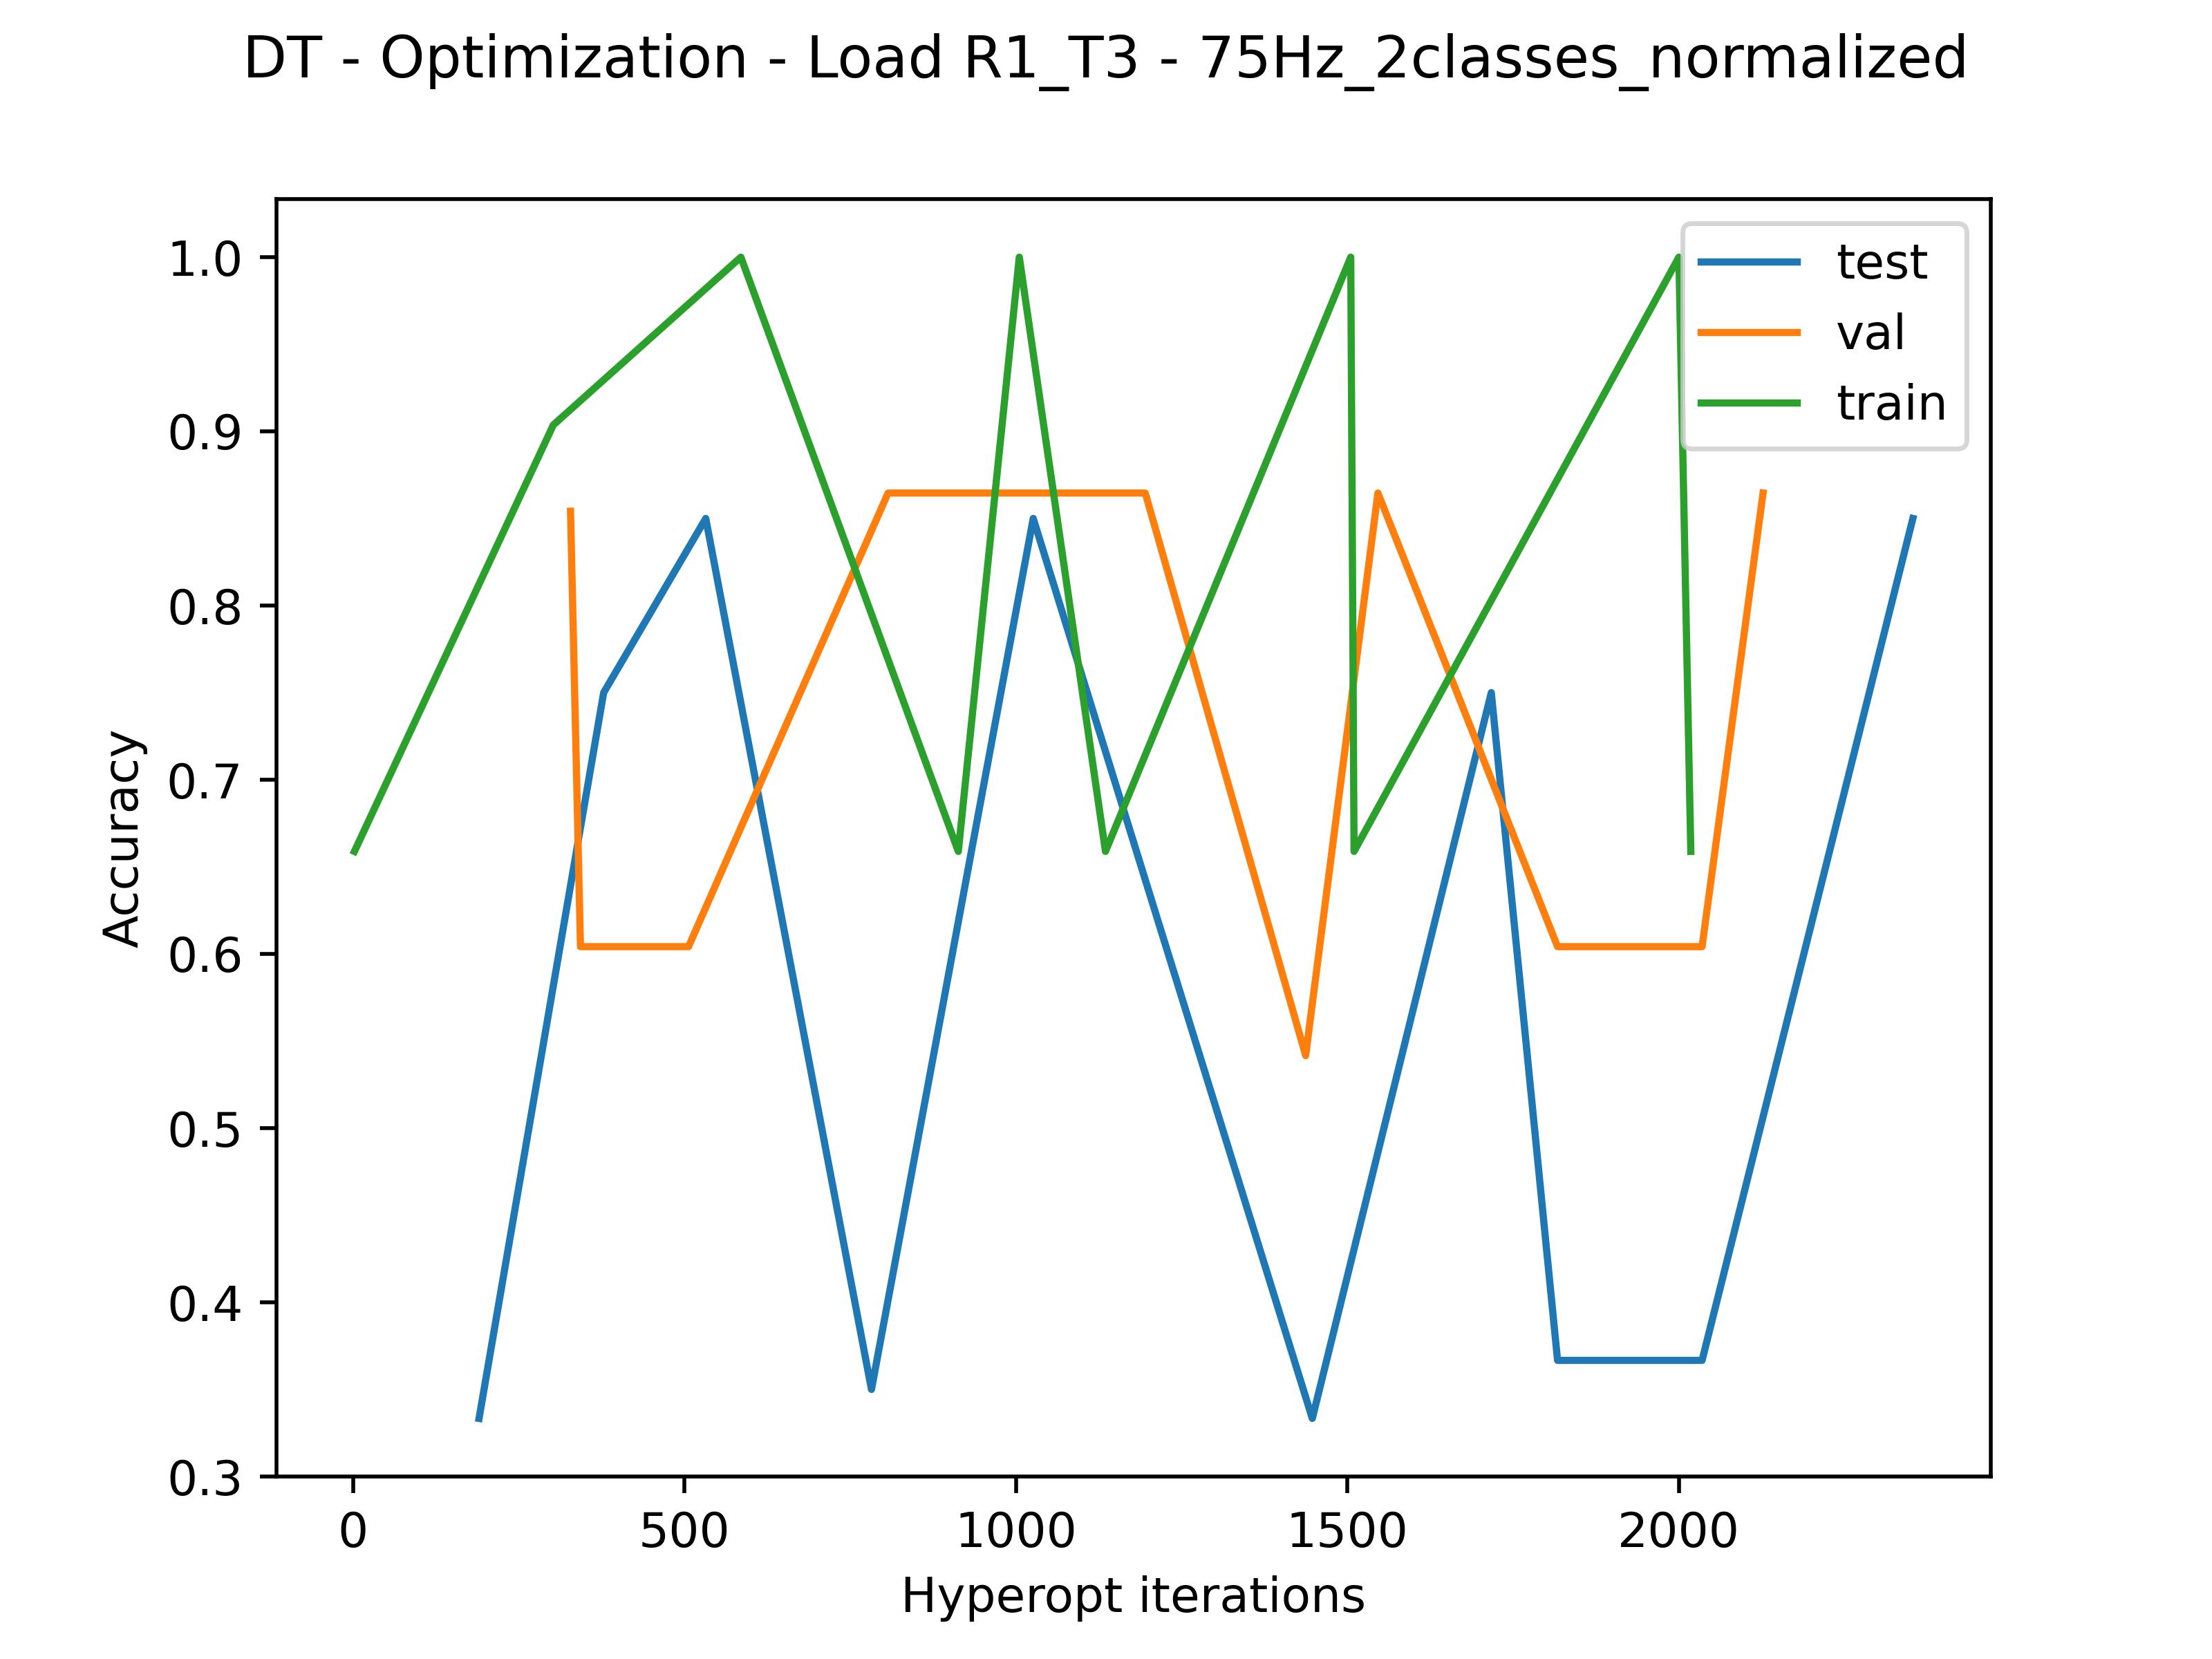 DT - Optimization - Load R1_T3 - 75Hz_2classes_normalized
test
val
train
1.0
0.9
0.8
0.7
0.6
0.5
0.4
0.3
Accuracy
0 500 1000 1500 2000
Hyperopt iterations